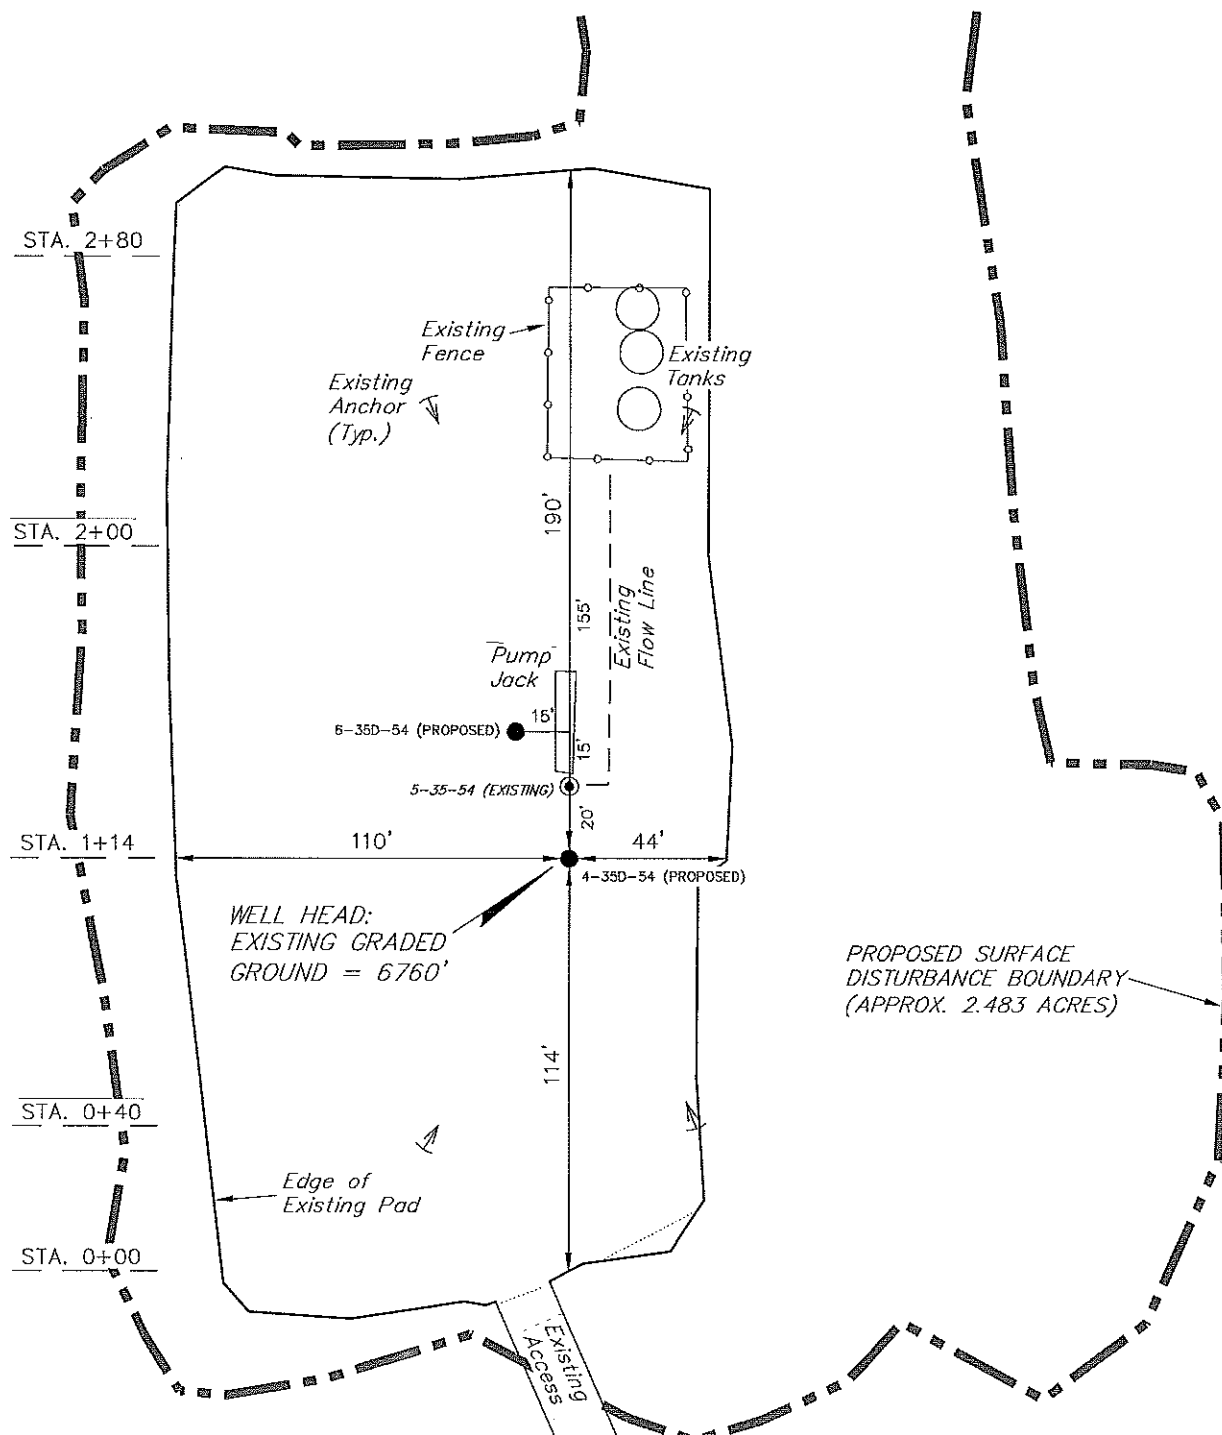 STA. 2+80
Existing
Fence
Existing
Tanks
Existing
Anchor
(Typ.)
190'
STA. 2+00
155'
Existing
Flow Line
Pump
Jack
15'
6-35D-54 (PROPOSED)
15'
5-35-54 (EXISTING)
20'
STA. 1+14
110'
44'
4-35D-54 (PROPOSED)
WELL HEAD:
EXISTING GRADED
GROUND = 6760'
PROPOSED SURFACE
DISTURBANCE BOUNDARY
(APPROX. 2.483 ACRES)
114'
STA. 0+40
Edge of
Existing Pad
STA. 0+00
Existing
Access